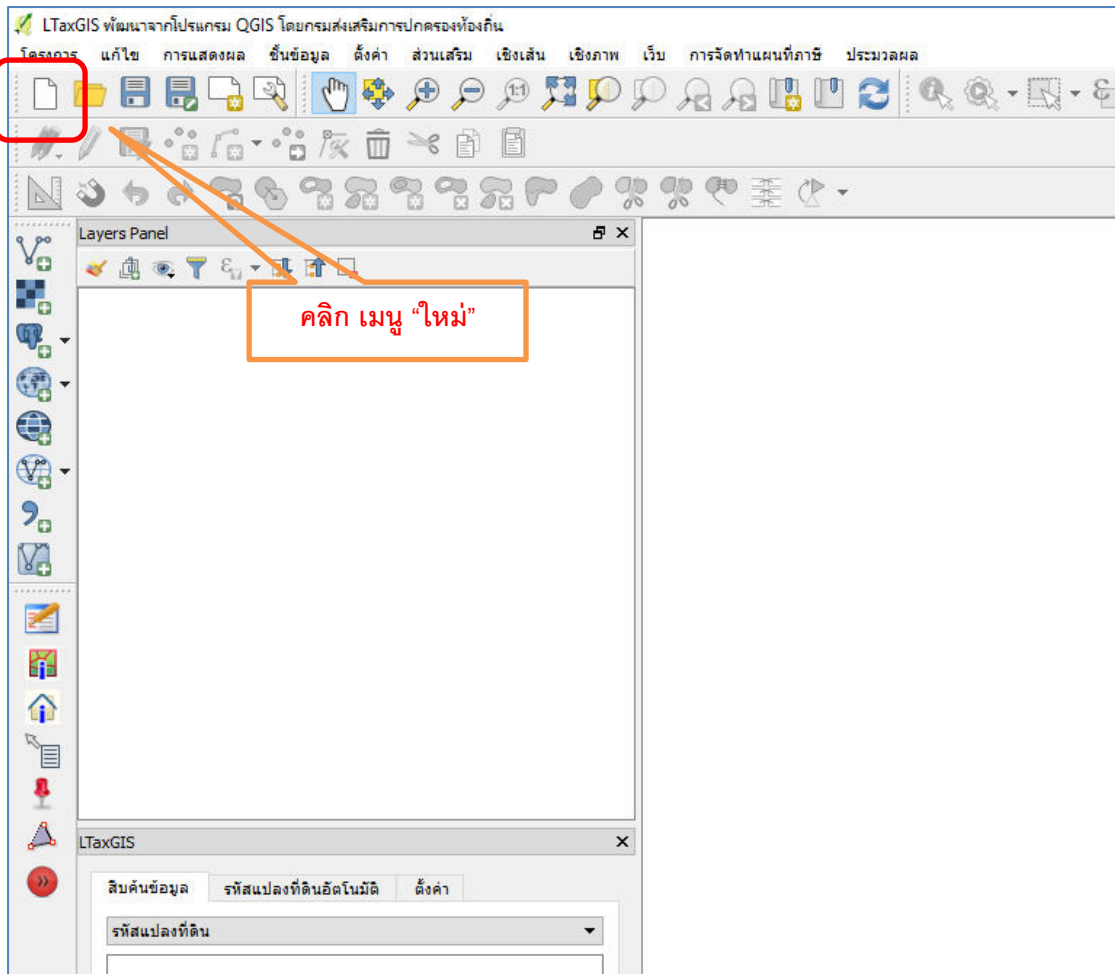 LTaxGIS พัฒนาจากโปรแกรม QGIS โดยกรมส่งเสริมการปกครองท้องถิ่น
โครงการ แก้ไข การแสดงผล ชั้นข้อมูล ตั้งค่า ส่วนเสริม เชิงเส้น เชิงภาพ เว็บ การจัดทำแผนที่ภาษี ประมวลผล
1:1
Layers Panel
คลิก เมนู “ใหม่”
LTaxGIS
สืบค้นข้อมูล รหัสแปลงที่ดินอัตโนมัติ ตั้งค่า
รหัสแปลงที่ดิน